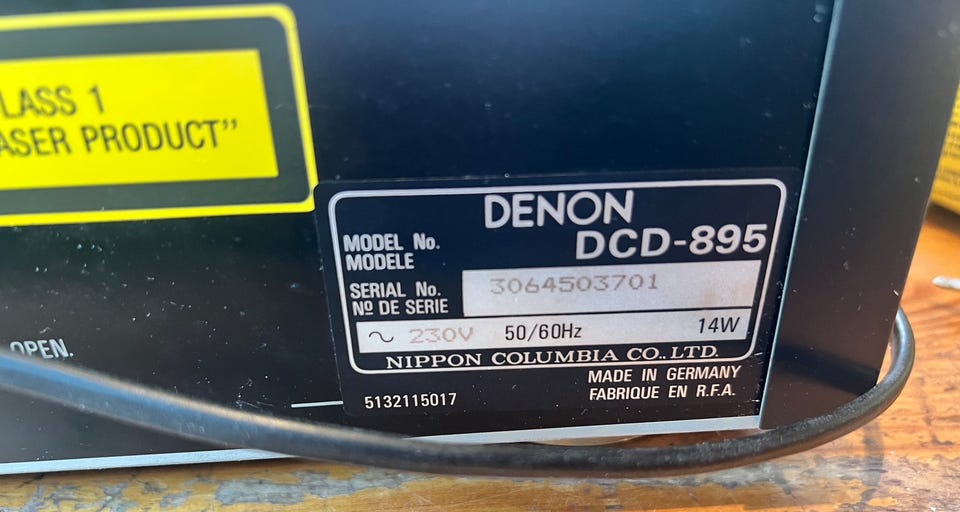 LASS 1
ASER PRODUCT”
OPEN.
DENON
MODEL No.
MODELE
DCD-895
SERIAL No.
Nº DE SERIE
3064503701
~ 230V 50/60Hz 14W
NIPPON COLUMBIA CO., LTD.
MADE IN GERMANY
FABRIQUE EN R.F.A.
5132115017